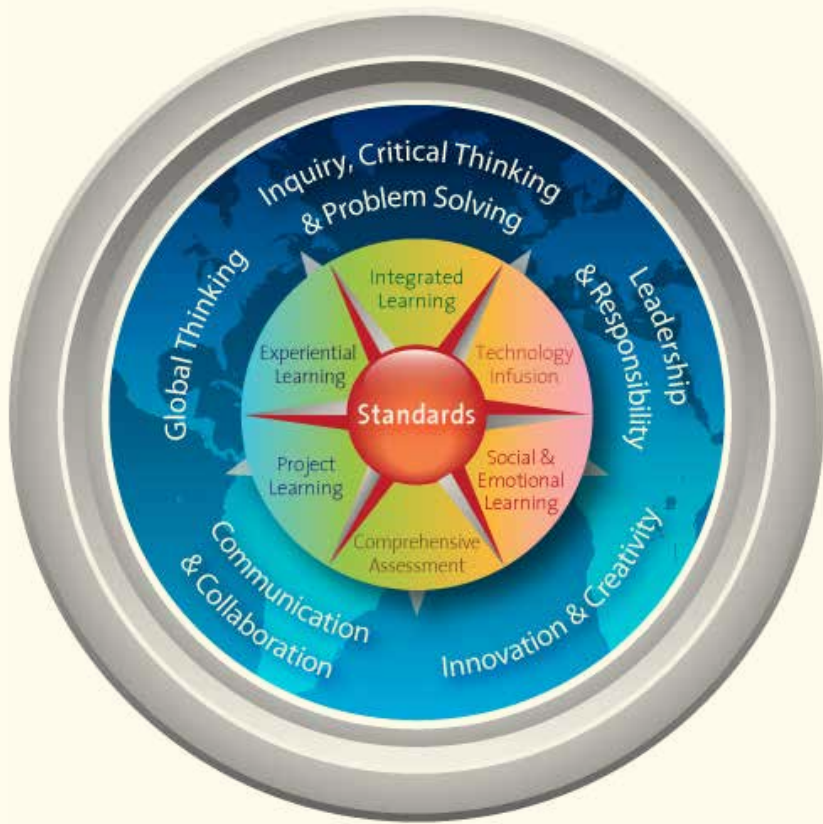 Inquiry, Critical Thinking
& Problem Solving
Leadership
& Responsibility
Innovation & Creativity
Communication
& Collaboration
Global Thinking
Integrated
Learning
Technology
Infusion
Social &
Emotional
Learning
Comprehensive
Assessment
Project
Learning
Experiential
Learning
Standards